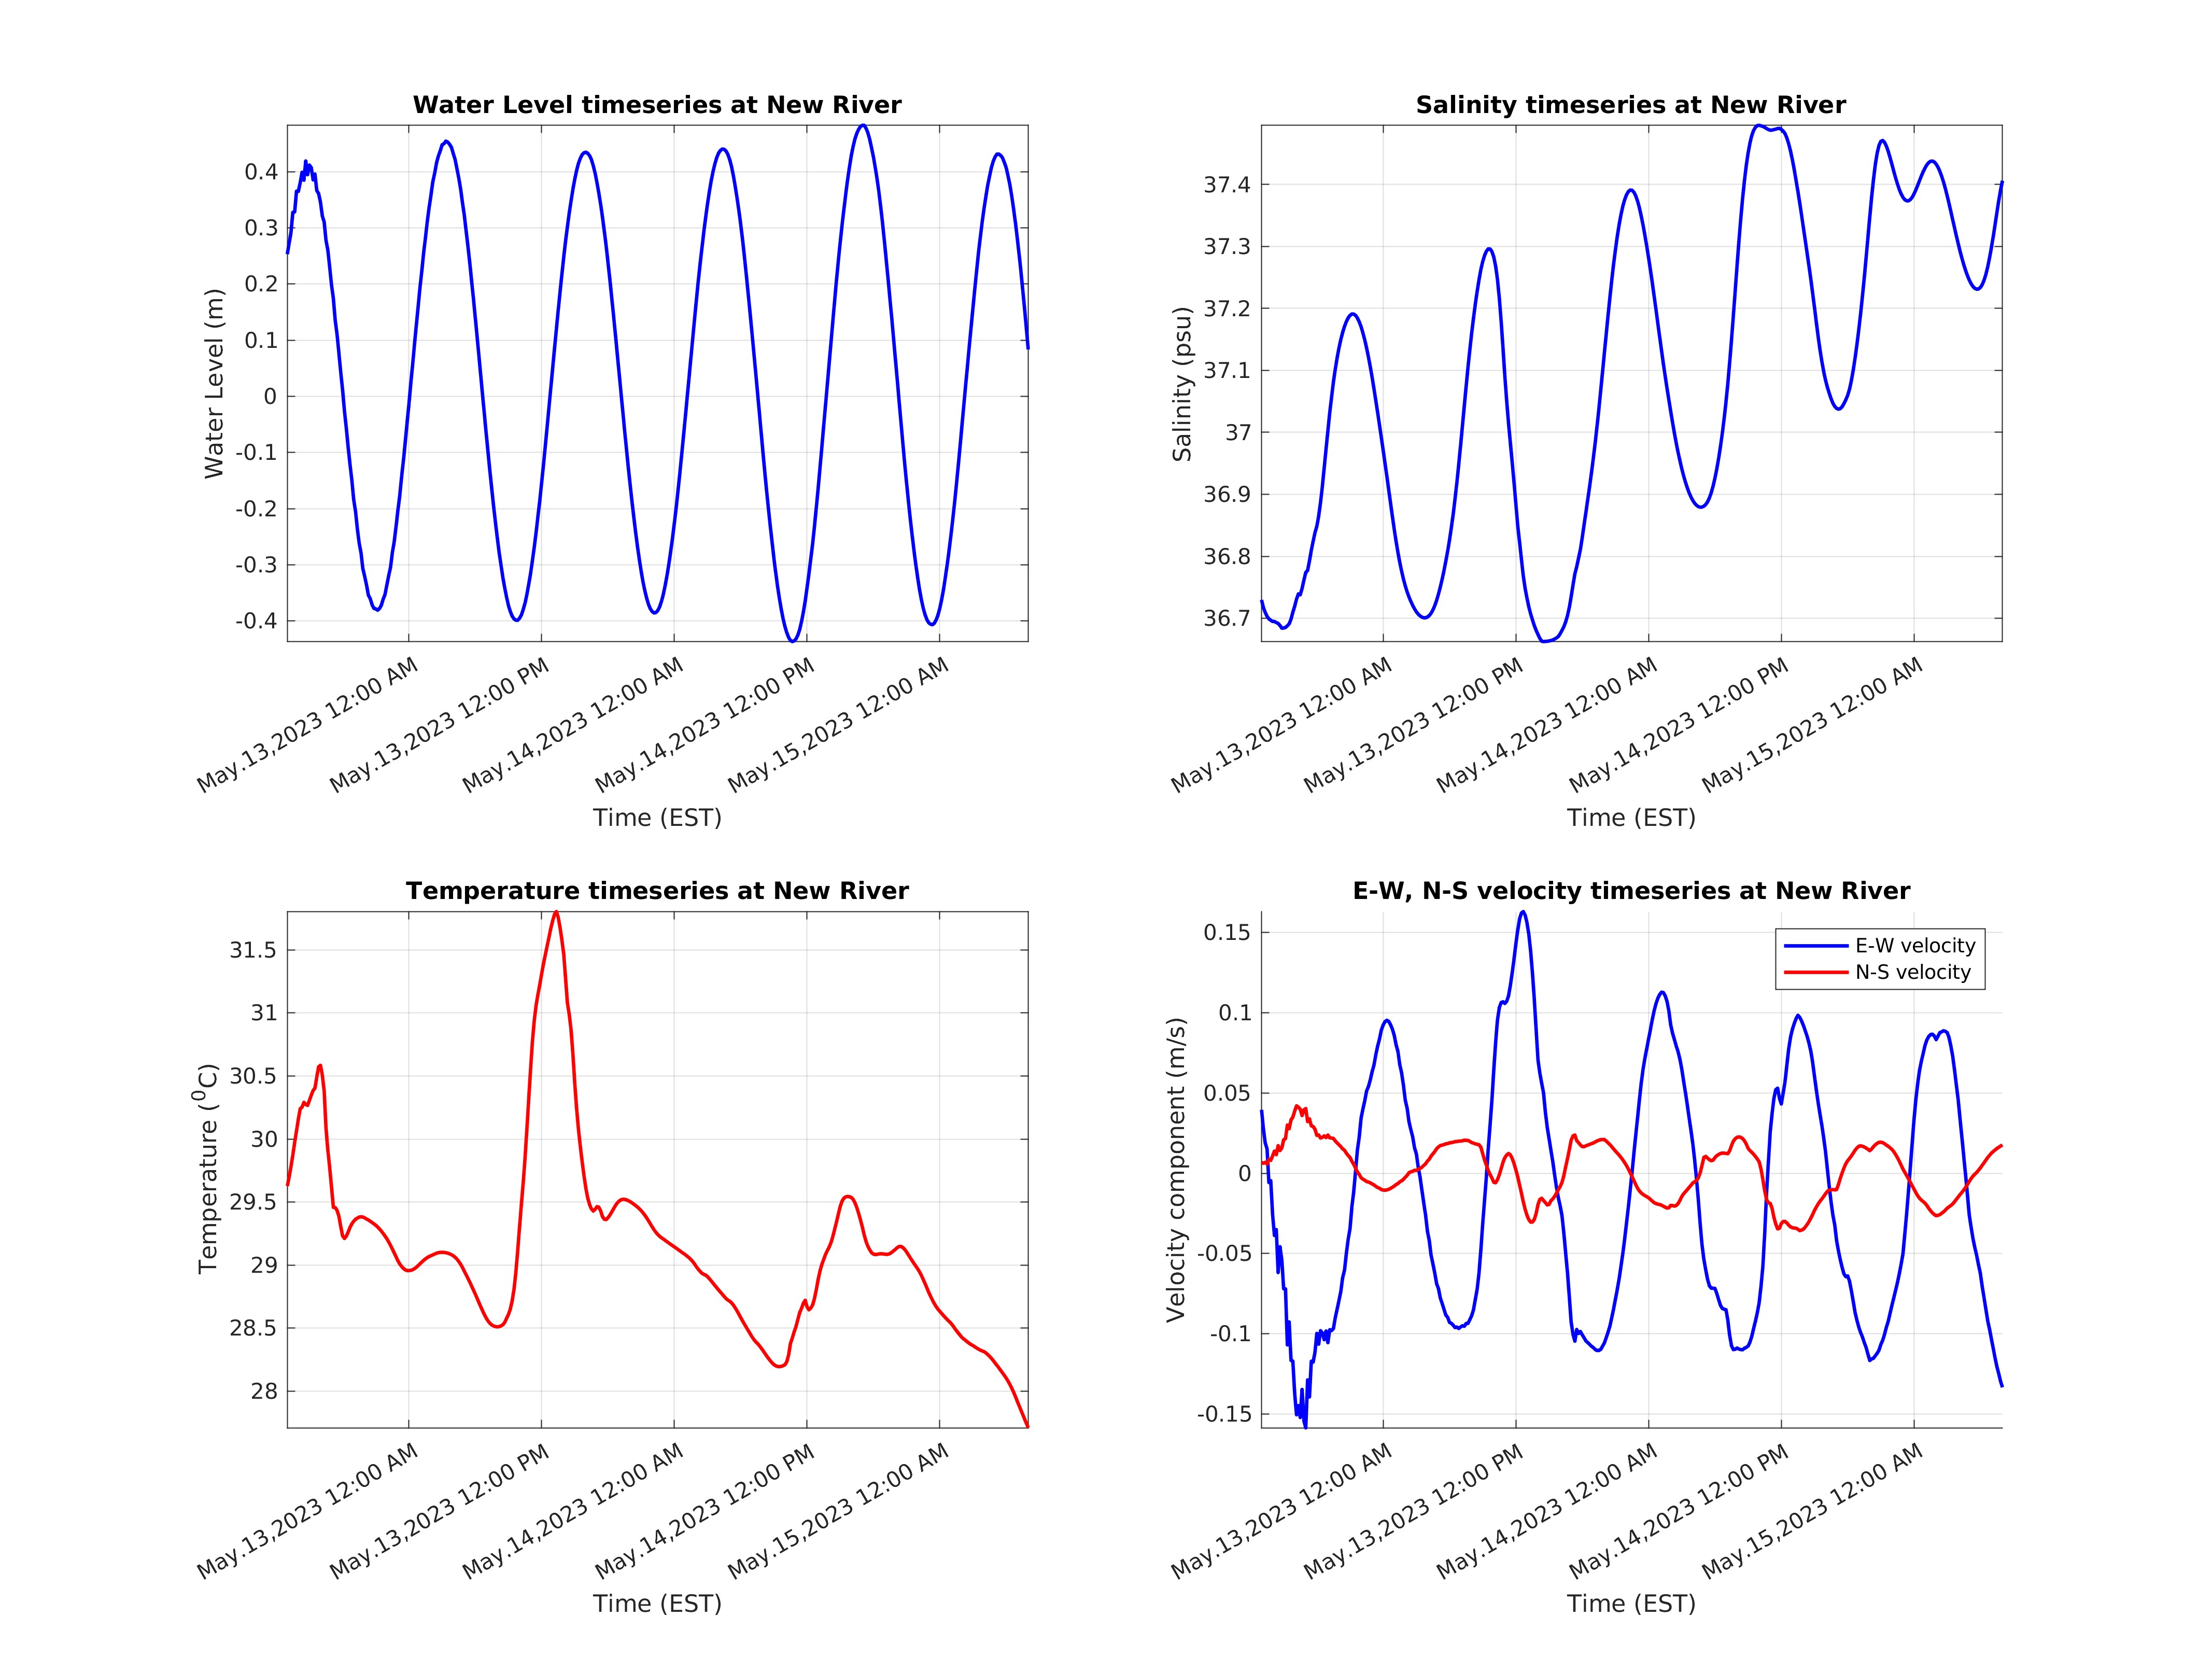 Water Level timeseries at New River
Water Level (m)
0.4
0.3
0.2
0.1
0
-0.1
-0.2
-0.3
-0.4
May.13,2023 12:00 AM
May.13,2023 12:00 PM
May.14,2023 12:00 AM
May.14,2023 12:00 PM
May.15,2023 12:00 AM
Time (EST)
Salinity timeseries at New River
Salinity (psu)
37.4
37.3
37.2
37.1
37
36.9
36.8
36.7
May.13,2023 12:00 AM
May.13,2023 12:00 PM
May.14,2023 12:00 AM
May.14,2023 12:00 PM
May.15,2023 12:00 AM
Time (EST)
Temperature timeseries at New River
Temperature (⁰C)
31.5
31
30.5
30
29.5
29
28.5
28
May.13,2023 12:00 AM
May.13,2023 12:00 PM
May.14,2023 12:00 AM
May.14,2023 12:00 PM
May.15,2023 12:00 AM
Time (EST)
E-W, N-S velocity timeseries at New River
Velocity component (m/s)
0.15
0.1
0.05
0
-0.05
-0.1
-0.15
E-W velocity
N-S velocity
May.13,2023 12:00 AM
May.13,2023 12:00 PM
May.14,2023 12:00 AM
May.14,2023 12:00 PM
May.15,2023 12:00 AM
Time (EST)